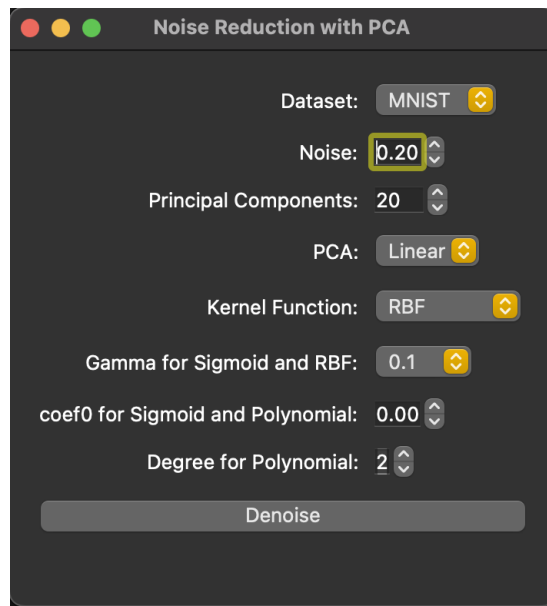 Noise Reduction with PCA
Dataset: MNIST
Noise: 0.20
Principal Components: 20
PCA: Linear
Kernel Function: RBF
Gamma for Sigmoid and RBF: 0.1
coef0 for Sigmoid and Polynomial: 0.00
Degree for Polynomial: 2
Denoise